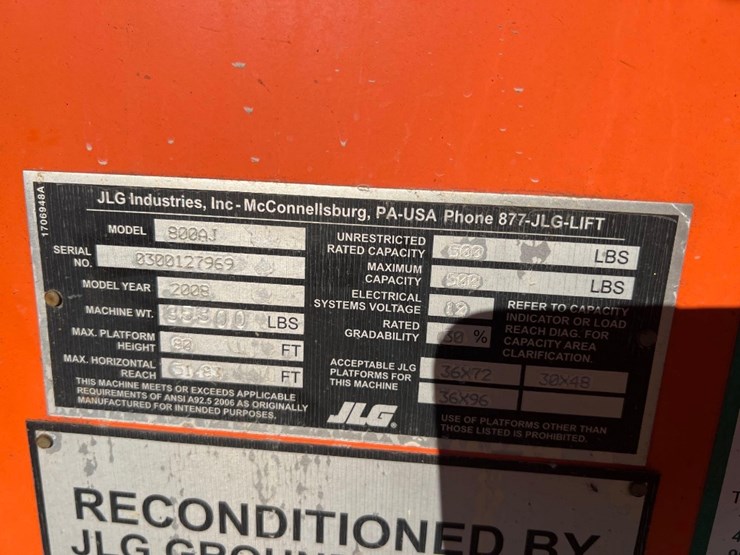 1706948A
JLG Industries, Inc - McConnellsburg, PA-USA Phone 877-JLG-LIFT
MODEL 800AJ
SERIAL NO. 0300127969
MODEL YEAR 2008
MACHINE WT. LBS
MAX. PLATFORM HEIGHT 80 FT
MAX. HORIZONTAL REACH FT
THIS MACHINE MEETS OR EXCEEDS APPLICABLE
REQUIREMENTS OF ANSI A92.5 2006 AS ORIGINALLY
MANUFACTURED FOR INTENDED PURPOSES.
UNRESTRICTED RATED CAPACITY 500 LBS
MAXIMUM CAPACITY 500 LBS
ELECTRICAL SYSTEMS VOLTAGE 12
RATED GRADABILITY %
REFER TO CAPACITY
INDICATOR OR LOAD
REACH DIAG. FOR
CAPACITY AREA
CLARIFICATION.
ACCEPTABLE JLG
PLATFORMS FOR
THIS MACHINE
36X72 30X48
36X96
JLG.
USE OF PLATFORMS OTHER THAN
THOSE LISTED IS PROHIBITED.
RECONDITIONED BY
JLG